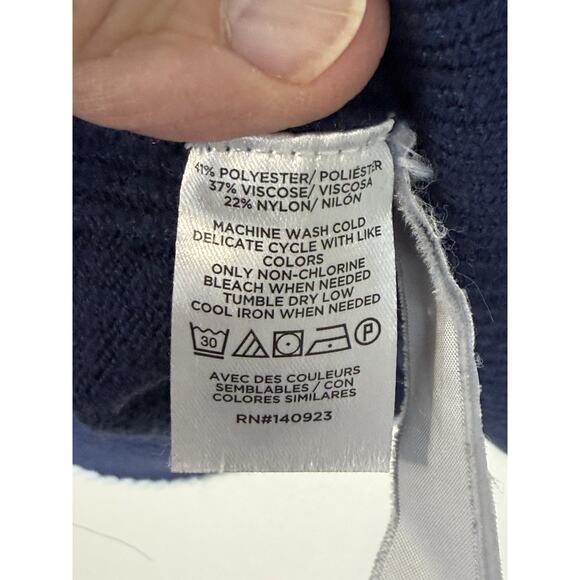 41% POLYESTER/ POLIÉSTER
37% VISCOSE/ VISCOSA
22% NYLON/ NILÓN
MACHINE WASH COLD
DELICATE CYCLE WITH LIKE
COLORS
ONLY NON-CHLORINE
BLEACH WHEN NEEDED
TUMBLE DRY LOW
COOL IRON WHEN NEEDED
30 P
AVEC DES COULEURS
SEMBLABLES / CON
COLORES SIMILARES
RN#140923